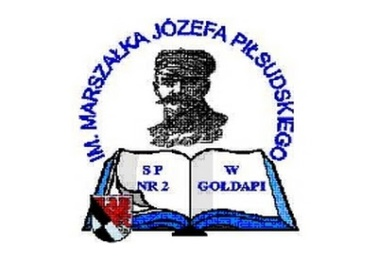 IM. MARSZAŁKA JÓZEFA PIŁSUDSKIEGO
S P
NR 2
W
GOŁDAPI